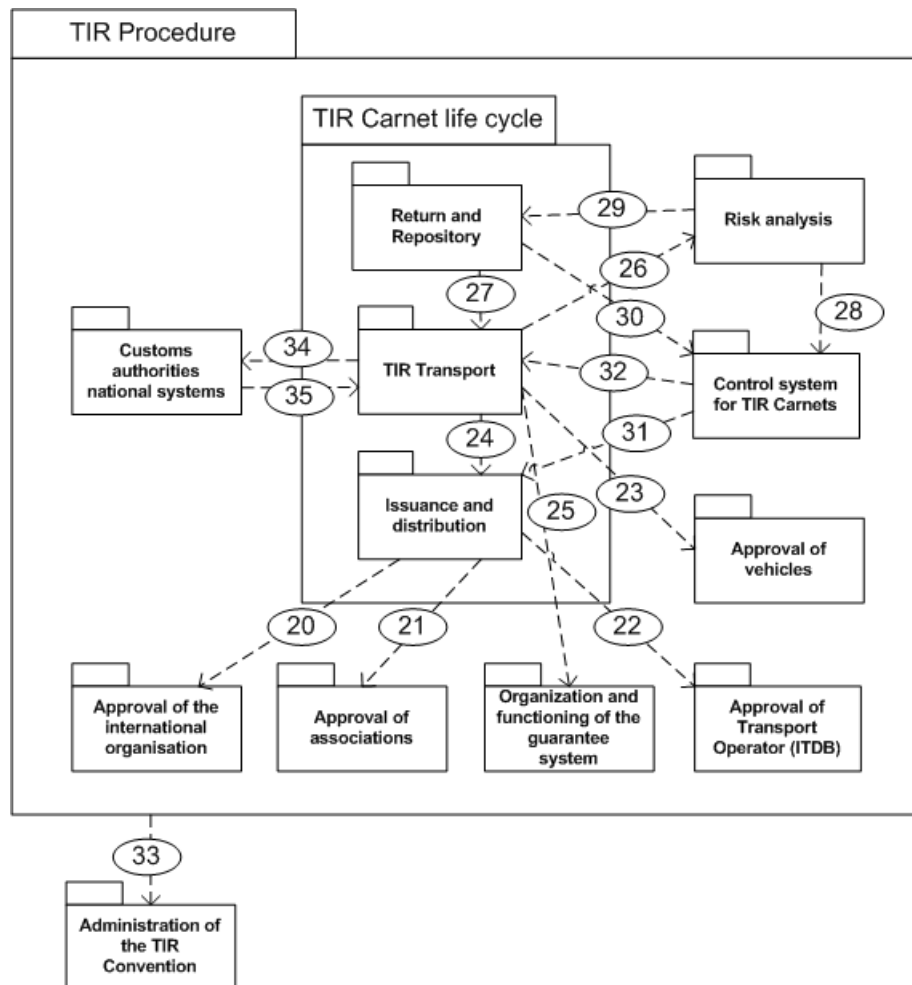 TIR Procedure
TIR Carnet life cycle
Return and
Repository
29
Risk analysis
26
27
30
28
Customs
authorities
national systems
34
35
TIR Transport
32
Control system
for TIR Carnets
24
31
Issuance and
distribution
25
23
Approval of
vehicles
20
21
22
Approval of the
international
organisation
Approval of
associations
Organization and
functioning of the
guarantee
system
Approval of
Transport
Operator (ITDB)
33
Administration of
the TIR
Convention